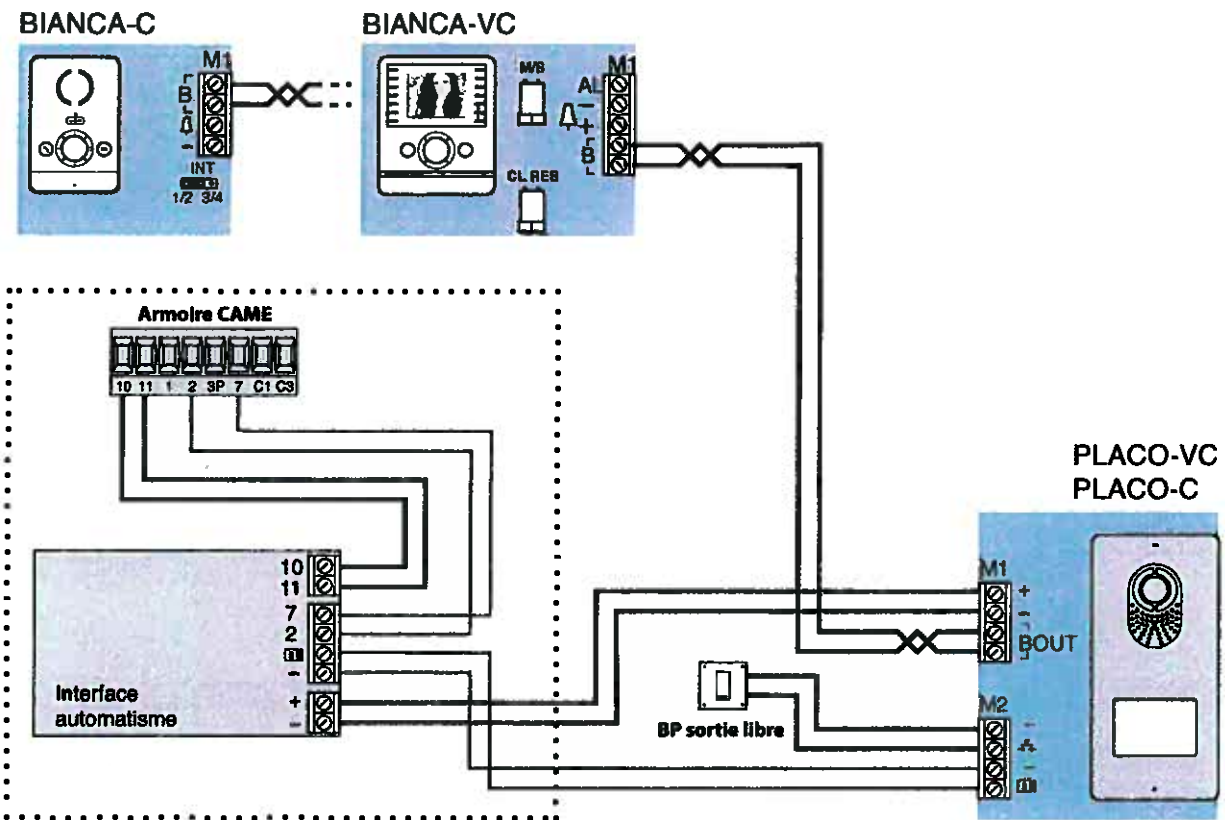 BIANCA-C
BIANCA-VC
M1
B
-
INT
1/2 3/4
M/S
CL RES
M1
AL
-
+
B
Armoire CAME
10 11 1 2 3P 7 C1 C3
10
11
7
2
-
+
-
Interface
automatisme
BP sortie libre
PLACO-VC
PLACO-C
M1
+
-
BOUT
M2
-
-